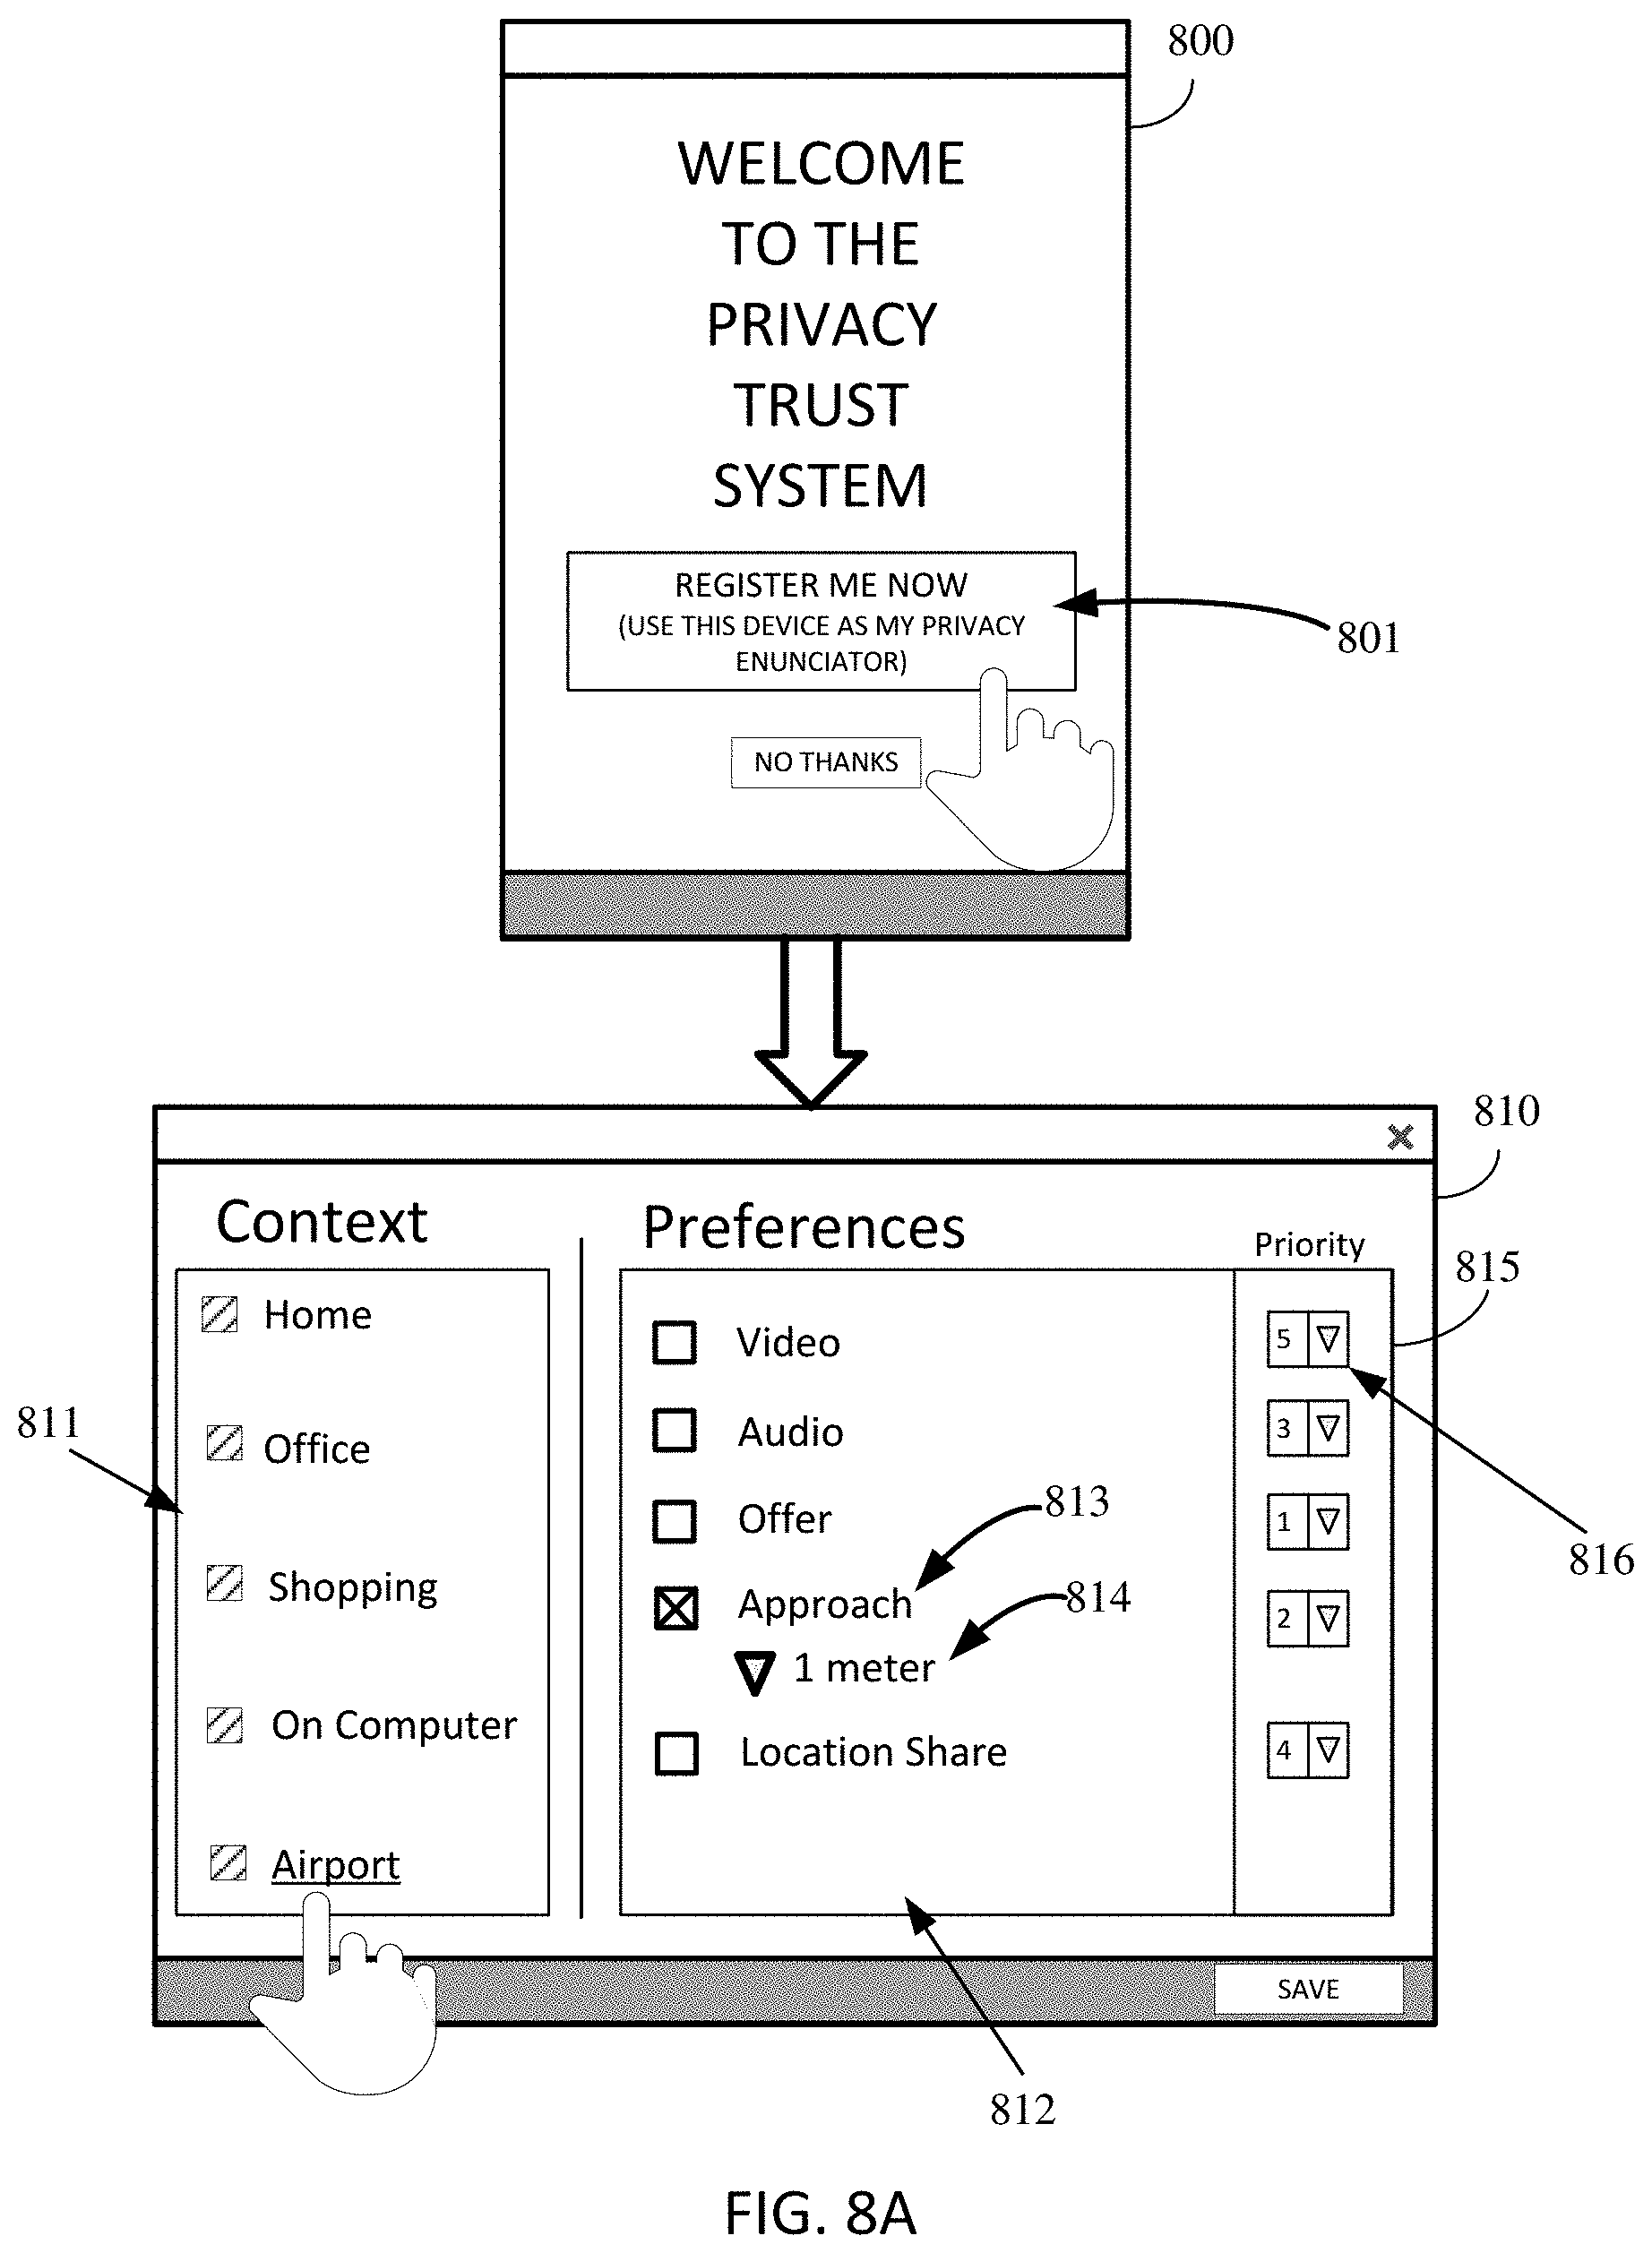 800
WELCOME
TO THE
PRIVACY
TRUST
SYSTEM
REGISTER ME NOW
(USE THIS DEVICE AS MY PRIVACY
ENUNCIATOR)
801
NO THANKS
810
Context
Preferences
Priority
815
Home
Video
5
811
Office
Audio
3
813
Offer
1
816
Shopping
Approach
814
2
1 meter
On Computer
Location Share
4
Airport
SAVE
812
FIG. 8A